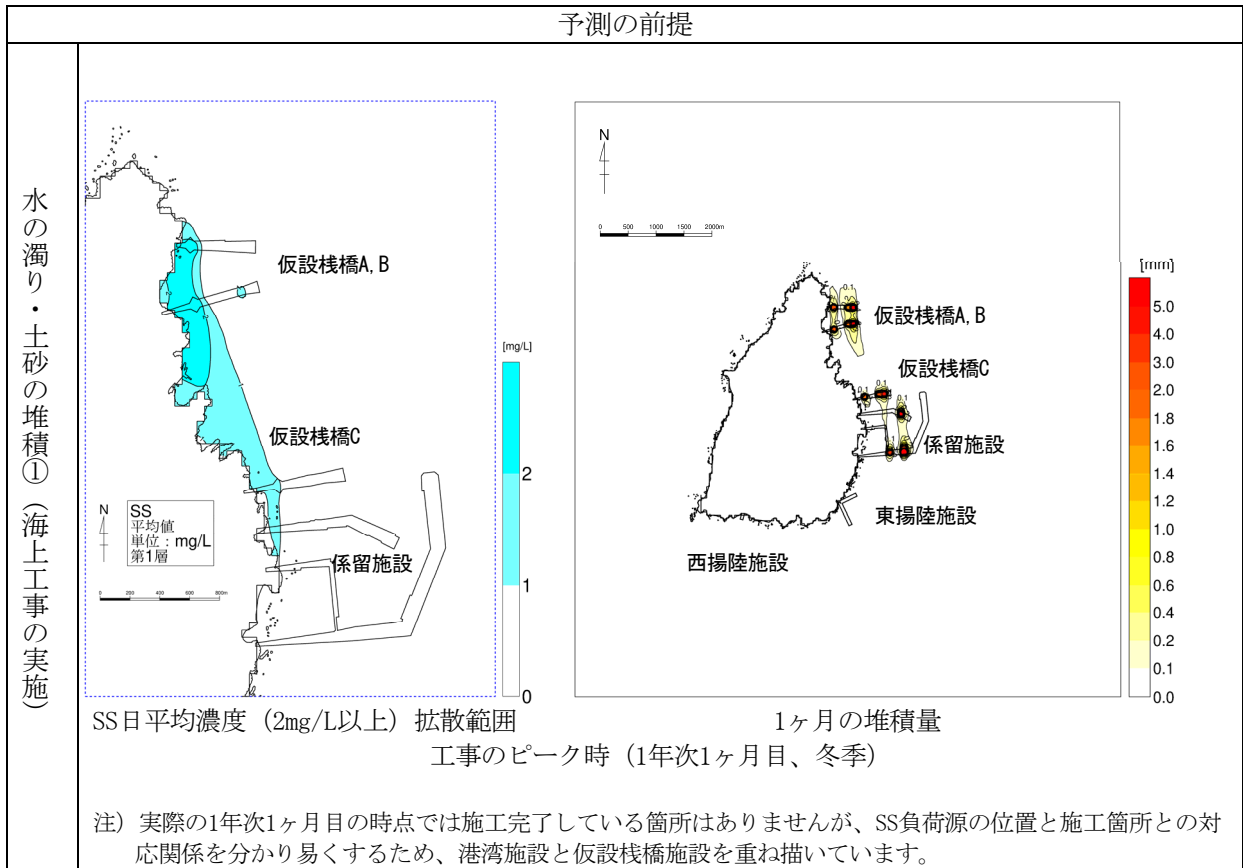 予測の前提
水の濁り・土砂の堆積①（海上工事の実施）
仮設桟橋A,B
仮設桟橋C
係留施設
N
SS
平均値
単位：mg/L
第1層
0 200 400 600 800m
[mg/L]
2
1
0
N
0 500 1000 1500 2000m
仮設桟橋A,B
仮設桟橋C
係留施設
東揚陸施設
西揚陸施設
0.1
0.1
0.1
0.1
[mm]
5.0
4.0
3.0
2.0
1.8
1.6
1.4
1.2
1.0
0.8
0.6
0.4
0.2
0.1
0.0
SS日平均濃度（2mg/L以上）拡散範囲
1ヶ月の堆積量
工事のピーク時（1年次1ヶ月目、冬季）
注）実際の1年次1ヶ月目の時点では施工完了している箇所はありませんが、SS負荷源の位置と施工箇所との対
応関係を分かり易くするため、港湾施設と仮設桟橋施設を重ね描いています。